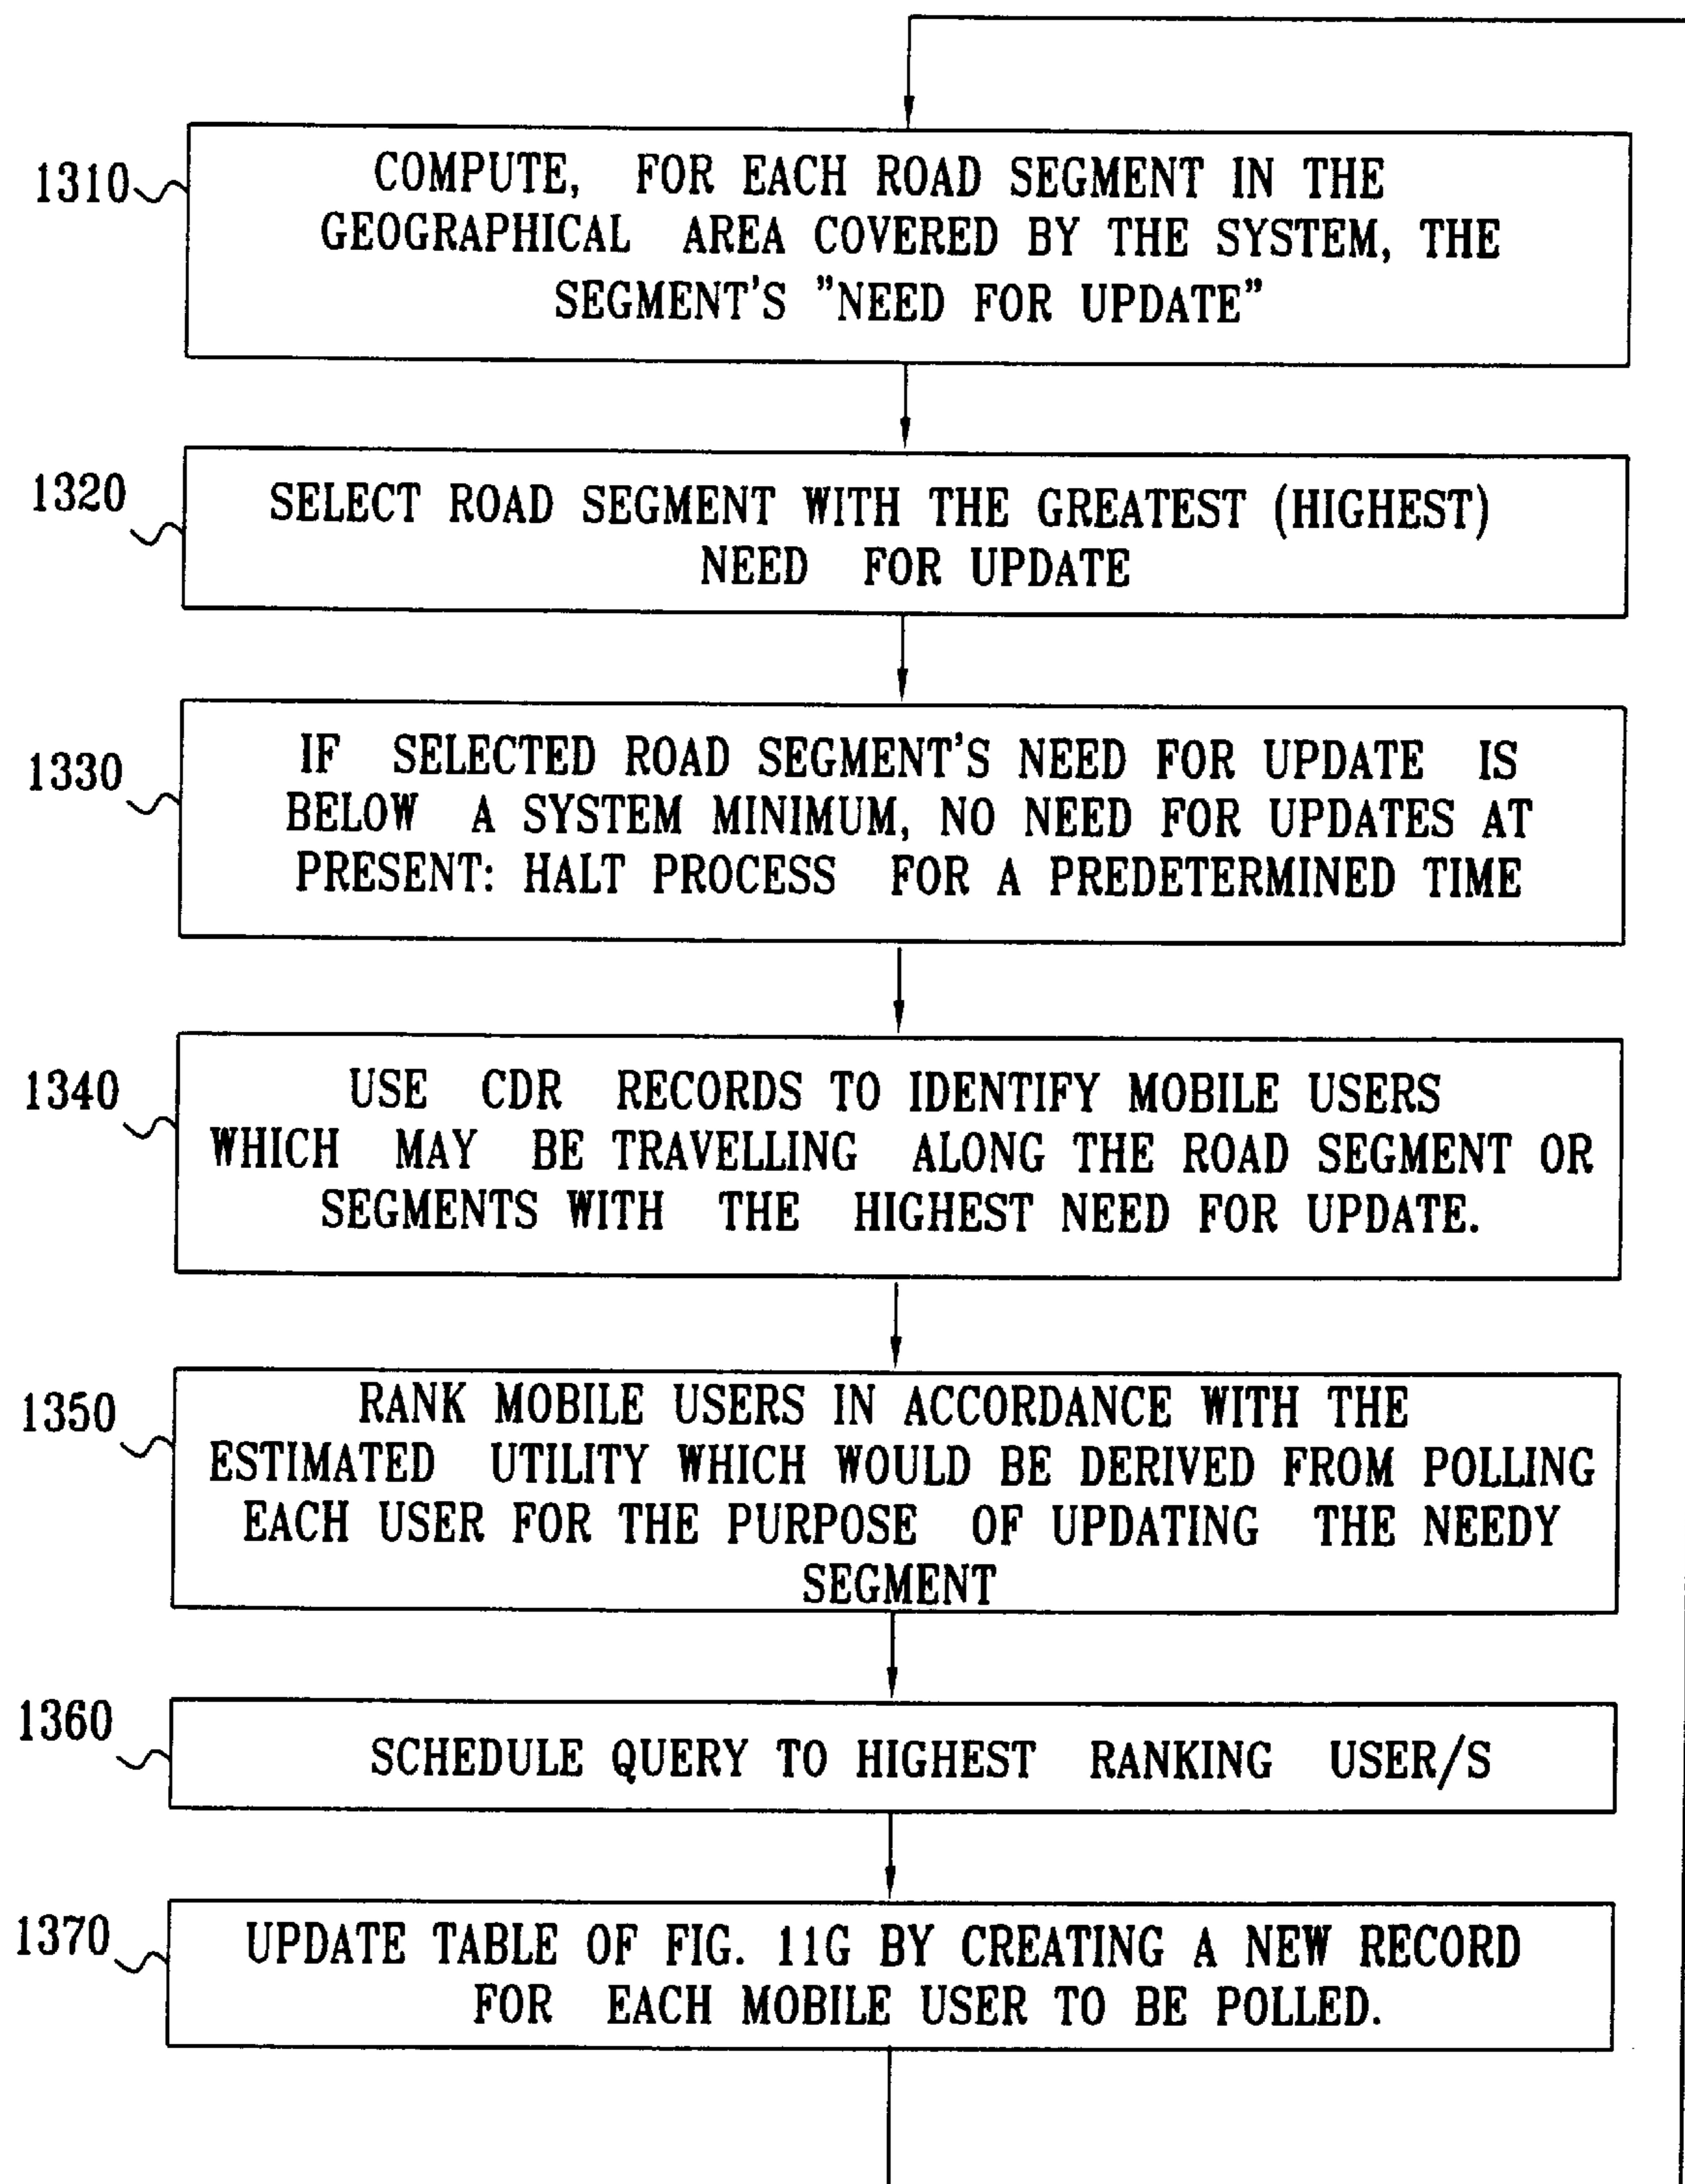 1310
COMPUTE, FOR EACH ROAD SEGMENT IN THE
GEOGRAPHICAL AREA COVERED BY THE SYSTEM, THE
SEGMENT'S "NEED FOR UPDATE"
1320
SELECT ROAD SEGMENT WITH THE GREATEST (HIGHEST)
NEED FOR UPDATE
1330
IF SELECTED ROAD SEGMENT'S NEED FOR UPDATE IS
BELOW A SYSTEM MINIMUM, NO NEED FOR UPDATES AT
PRESENT: HALT PROCESS FOR A PREDETERMINED TIME
1340
USE CDR RECORDS TO IDENTIFY MOBILE USERS
WHICH MAY BE TRAVELLING ALONG THE ROAD SEGMENT OR
SEGMENTS WITH THE HIGHEST NEED FOR UPDATE.
1350
RANK MOBILE USERS IN ACCORDANCE WITH THE
ESTIMATED UTILITY WHICH WOULD BE DERIVED FROM POLLING
EACH USER FOR THE PURPOSE OF UPDATING THE NEEDY
SEGMENT
1360
SCHEDULE QUERY TO HIGHEST RANKING USER/S
1370
UPDATE TABLE OF FIG. 11G BY CREATING A NEW RECORD
FOR EACH MOBILE USER TO BE POLLED.